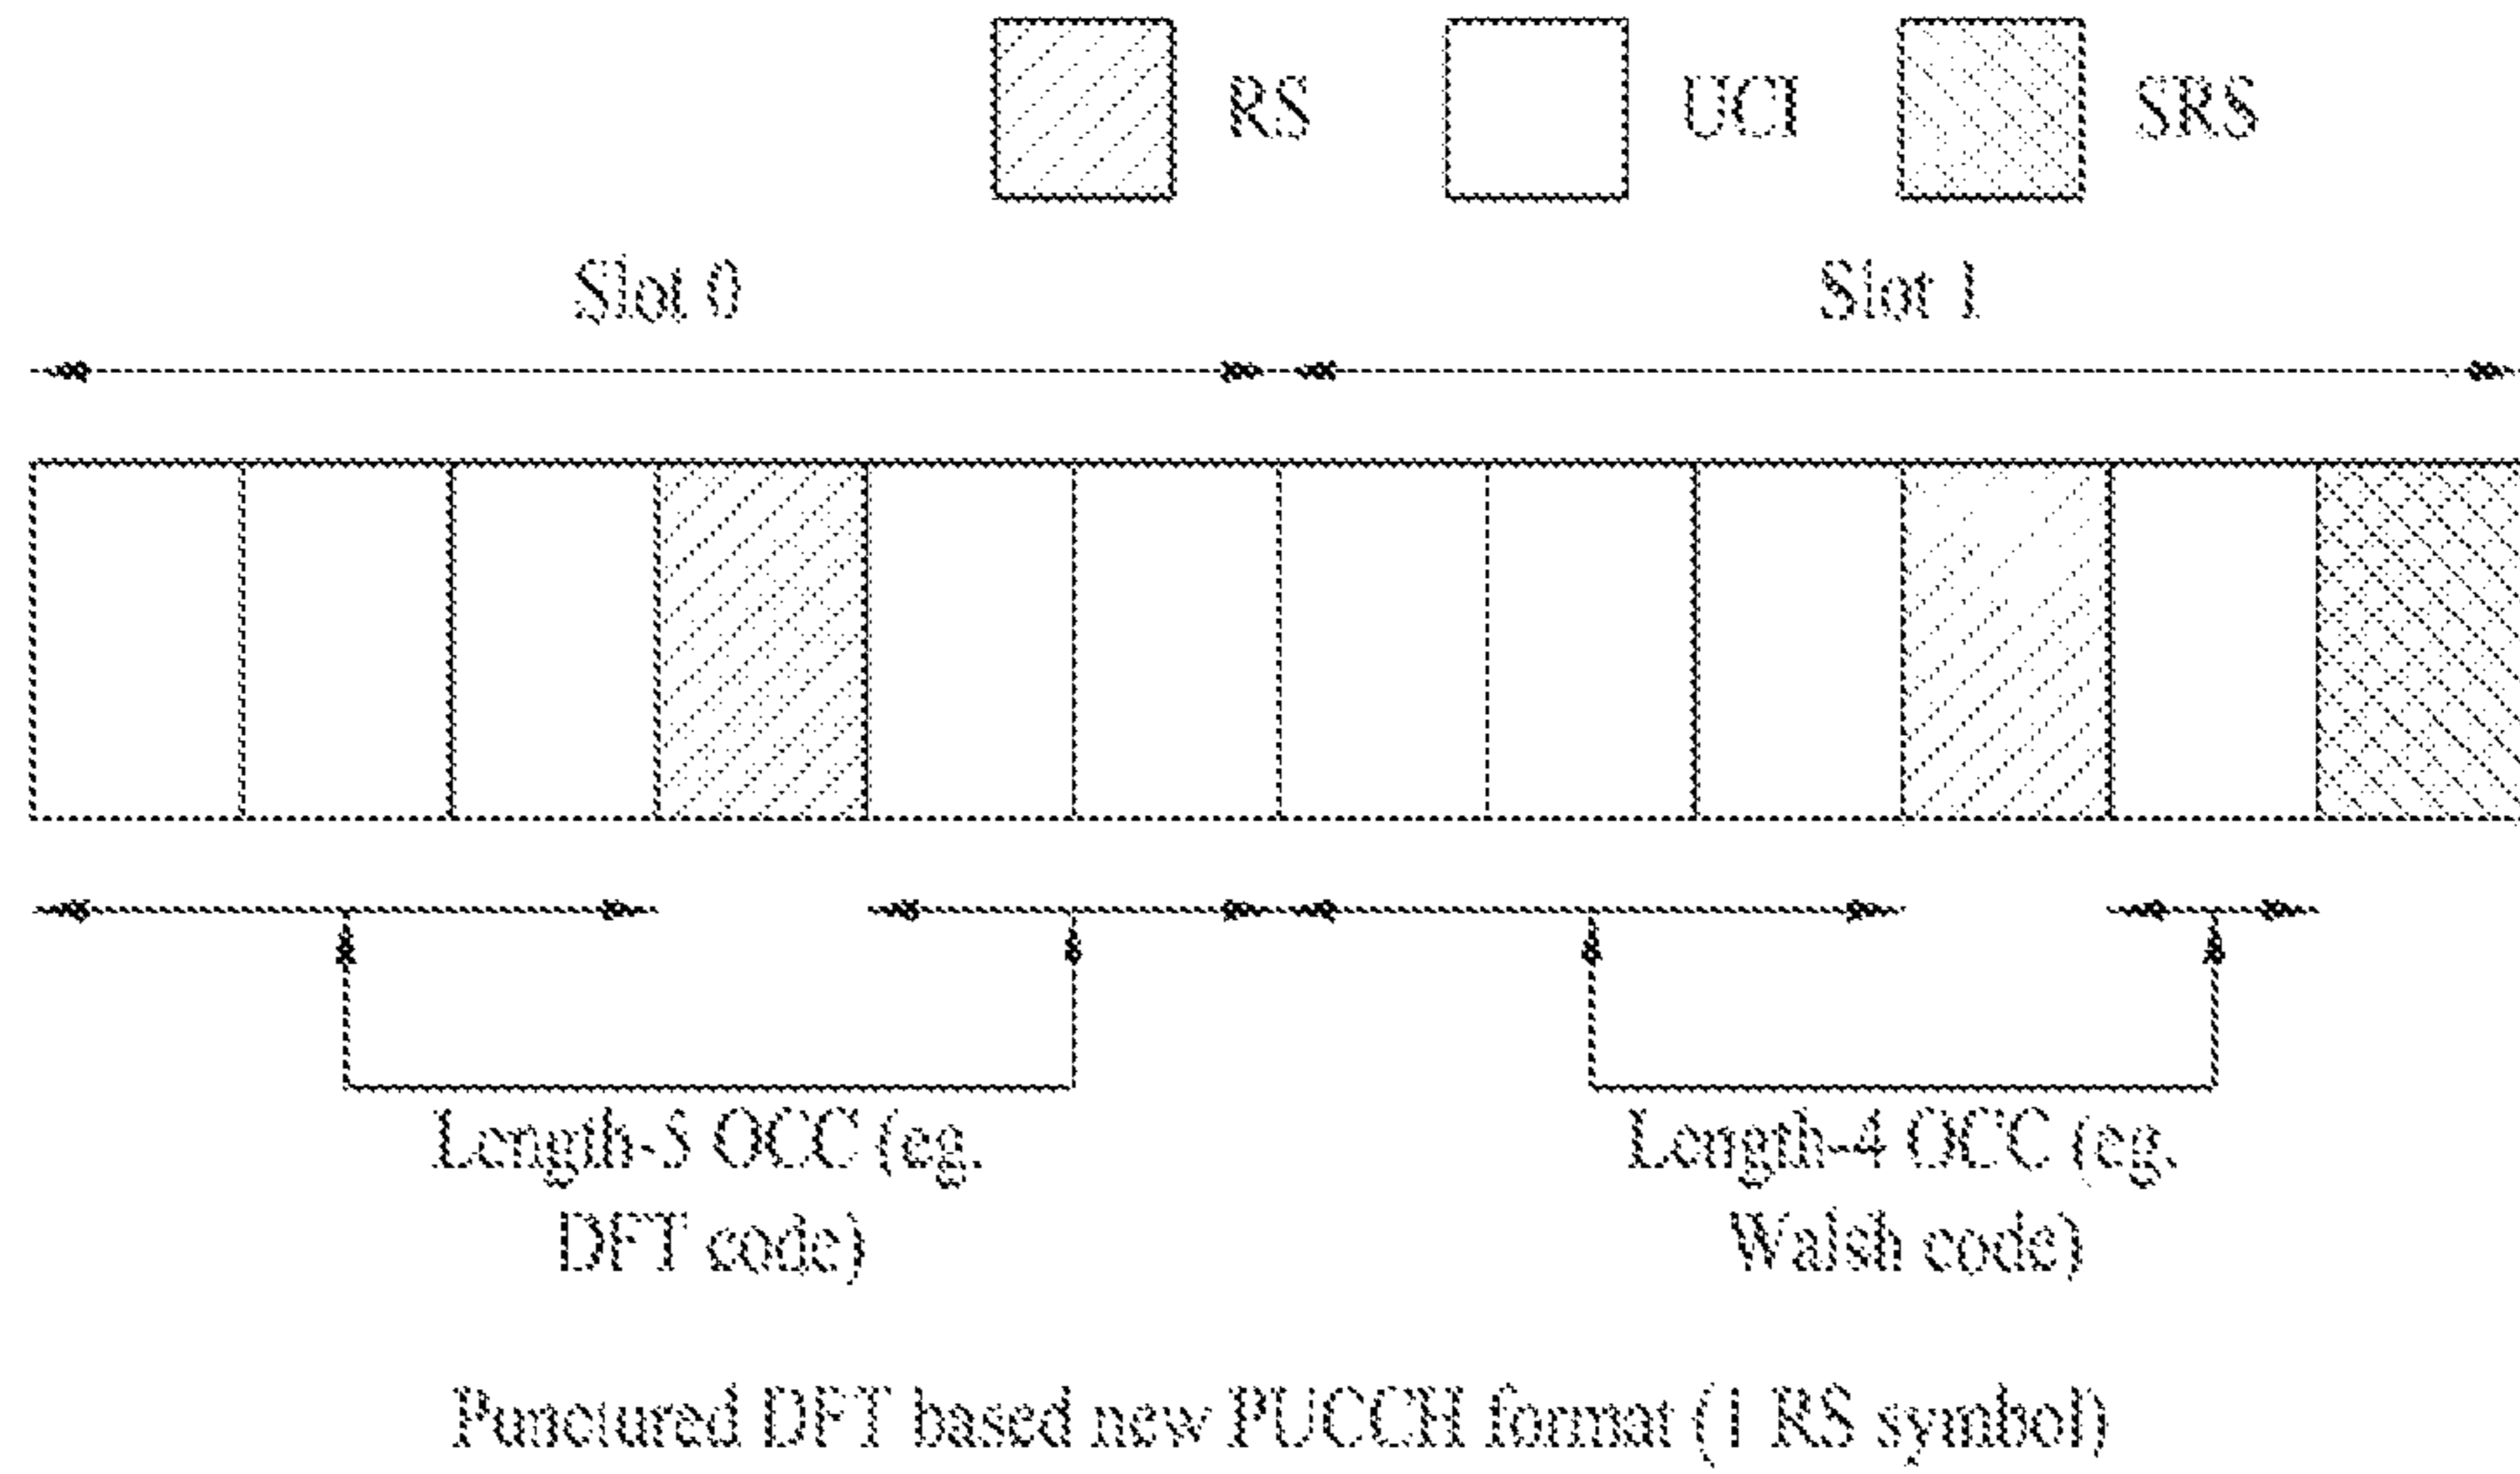 RS UCI SRS
Slot 0 Slot 1
Length-5 OCC (eg. Length-4 OCC (eg.
DFT code) Walsh code)
Punctured DFT based new PUCCH format (1 RS symbol)